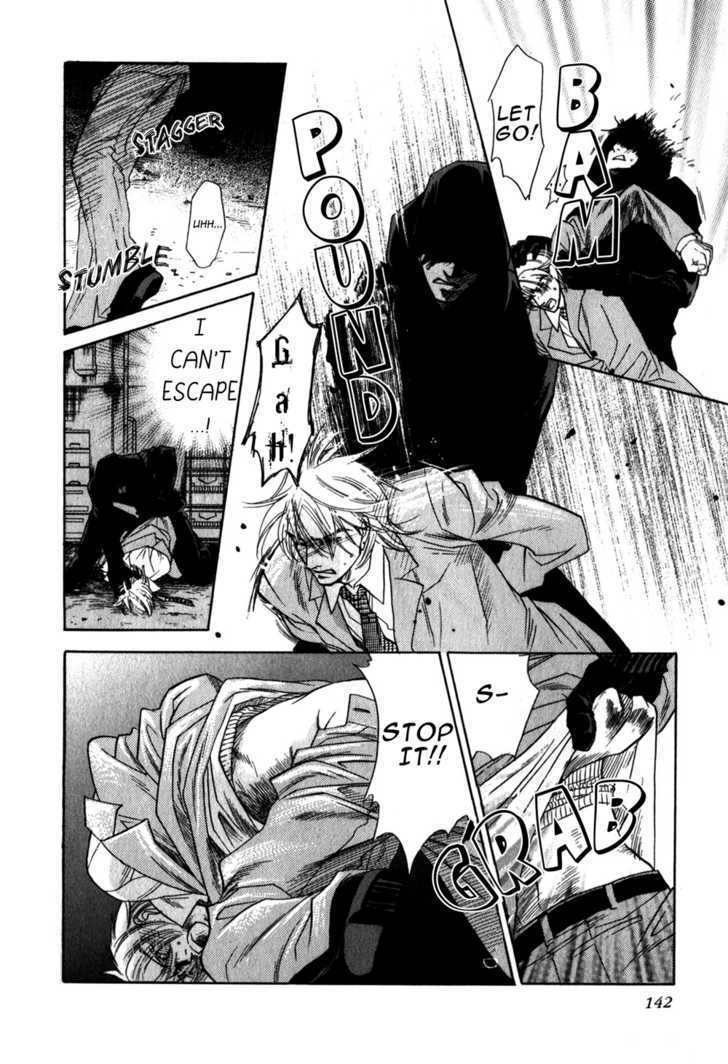 LET
GO!
BAM
POUND
Gah!
STAGGER
UHH...
STUMBLE
I
CAN'T
ESCAPE
...!
S-
GRAB
STOP
IT!!
142